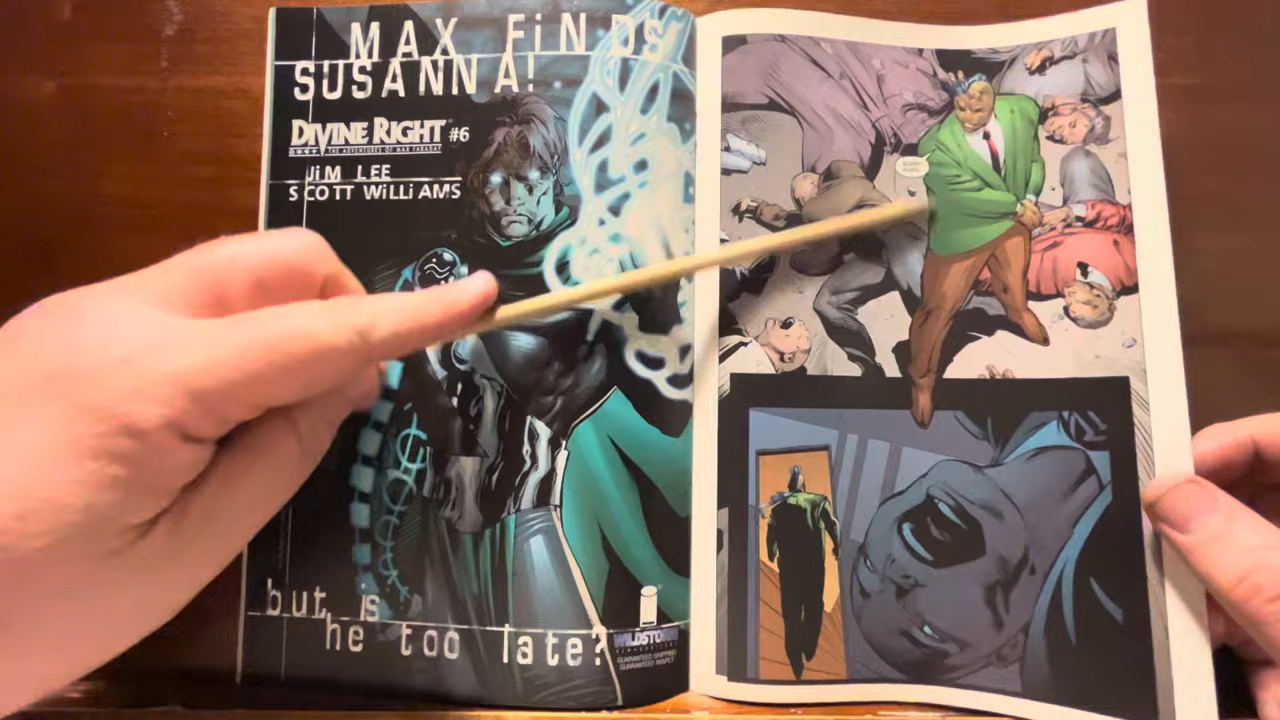 MAX FiNDS
SUSANNA!
DIVINE RIGHT #6
THE ADVENTURES OF MAX FARADAY
JiM LEE
SCOTT WiLLiAMS
but is
he too late?
WILDSTORM
GUARANTEED SHIPPING
GUARANTEED IMPACT